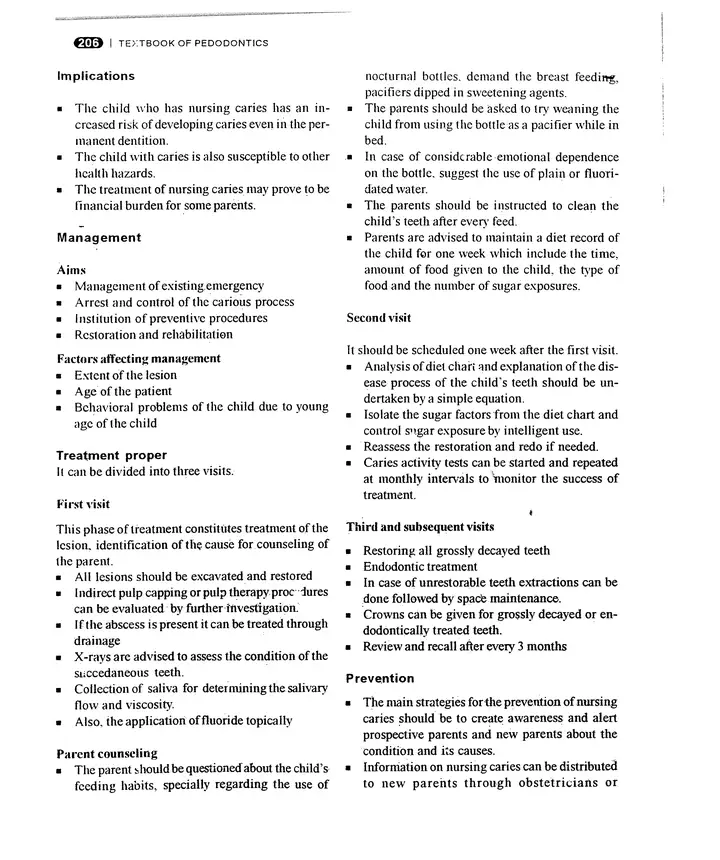 206 | TEXTBOOK OF PEDODONTICS
Implications
▪ The child who has nursing caries has an in-
creased risk of developing caries even in the per-
manent dentition.
▪ The child with caries is also susceptible to other
health hazards.
▪ The treatment of nursing caries may prove to be
financial burden for some parents.
Management
Aims
▪ Management of existing emergency
▪ Arrest and control of the carious process
▪ Institution of preventive procedures
▪ Restoration and rehabilitation
Factors affecting management
▪ Extent of the lesion
▪ Age of the patient
▪ Behavioral problems of the child due to young
age of the child
Treatment proper
It can be divided into three visits.
First visit
This phase of treatment constitutes treatment of the
lesion, identification of the cause for counseling of
the parent.
▪ All lesions should be excavated and restored
▪ Indirect pulp capping or pulp therapy procedures
can be evaluated by further investigation.
▪ If the abscess is present it can be treated through
drainage
▪ X-rays are advised to assess the condition of the
succedaneous teeth.
▪ Collection of saliva for determining the salivary
flow and viscosity.
▪ Also, the application of fluoride topically
Parent counseling
▪ The parent should be questioned about the child's
feeding habits, specially regarding the use of
nocturnal bottles, demand the breast feeding,
pacifiers dipped in sweetening agents.
▪ The parents should be asked to try weaning the
child from using the bottle as a pacifier while in
bed.
▪ In case of considerable emotional dependence
on the bottle, suggest the use of plain or fluori-
dated water.
▪ The parents should be instructed to clean the
child's teeth after every feed.
▪ Parents are advised to maintain a diet record of
the child for one week which include the time,
amount of food given to the child, the type of
food and the number of sugar exposures.
Second visit
It should be scheduled one week after the first visit.
▪ Analysis of diet chart and explanation of the dis-
ease process of the child's teeth should be un-
dertaken by a simple equation.
▪ Isolate the sugar factors from the diet chart and
control sugar exposure by intelligent use.
▪ Reassess the restoration and redo if needed.
▪ Caries activity tests can be started and repeated
at monthly intervals to monitor the success of
treatment.
Third and subsequent visits
▪ Restoring all grossly decayed teeth
▪ Endodontic treatment
▪ In case of unrestorable teeth extractions can be
done followed by space maintenance.
▪ Crowns can be given for grossly decayed or en-
dodontically treated teeth.
▪ Review and recall after every 3 months
Prevention
▪ The main strategies for the prevention of nursing
caries should be to create awareness and alert
prospective parents and new parents about the
condition and its causes.
▪ Information on nursing caries can be distributed
to new parents through obstetricians or